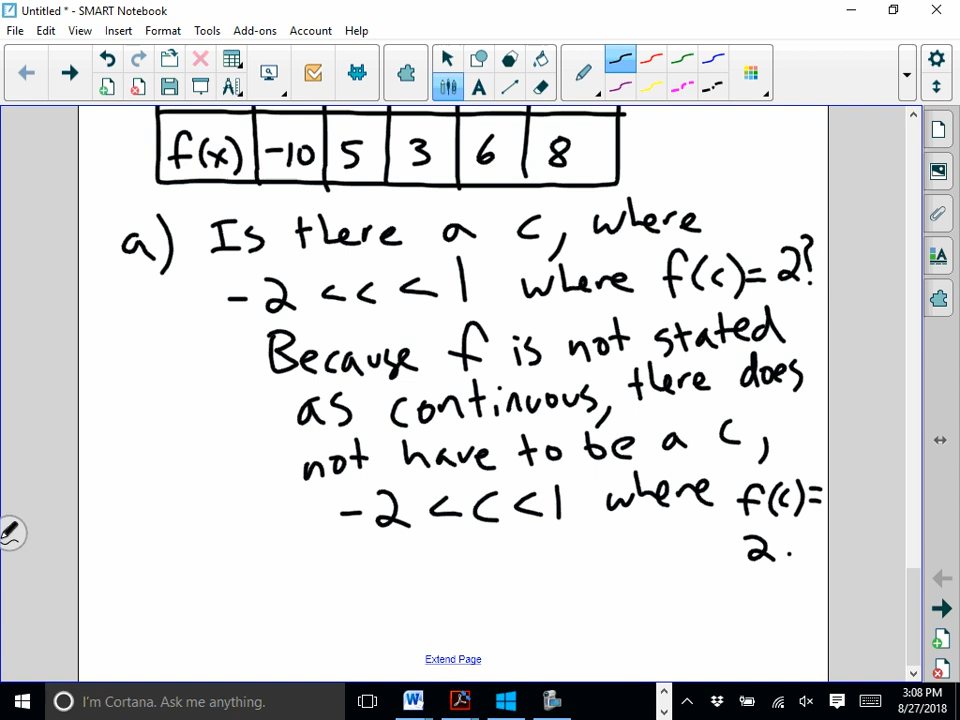 Untitled * - SMART Notebook
File Edit View Insert Format Tools Add-ons Account Help
f(x) -10 5 3 6 8
a) Is there a c, where
-2 < c < 1 where f(c)= 2?
Because f is not stated
as continuous, there does
not have to be a c,
-2 < c < 1 where f(c)=
2.
Extend Page
I'm Cortana. Ask me anything.
3:08 PM
8/27/2018